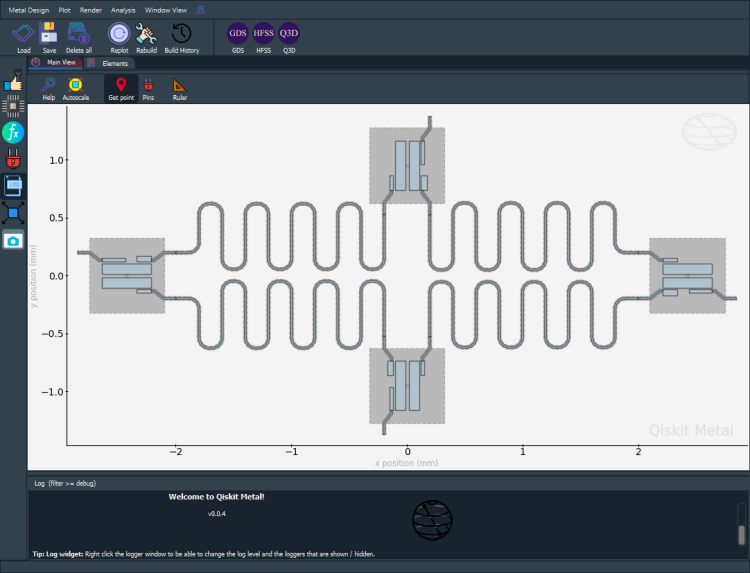 Metal Design Plot Render Analysis Window View
GDS HFSS Q3D
Load Save Delete all Replot Rebuild Build History GDS HFSS Q3D
Main View Elements
Help Autoscale Get point Pins Ruler
1.0
0.5
0.0
−0.5
−1.0
y position (mm)
−2 −1 0 1 2
x position (mm)
Qiskit Metal
Log (filter >= debug)
Welcome to Qiskit Metal!
v0.0.4
Tip: Log widget: Right click the logger window to be able to change the log level and the loggers that are shown / hidden.